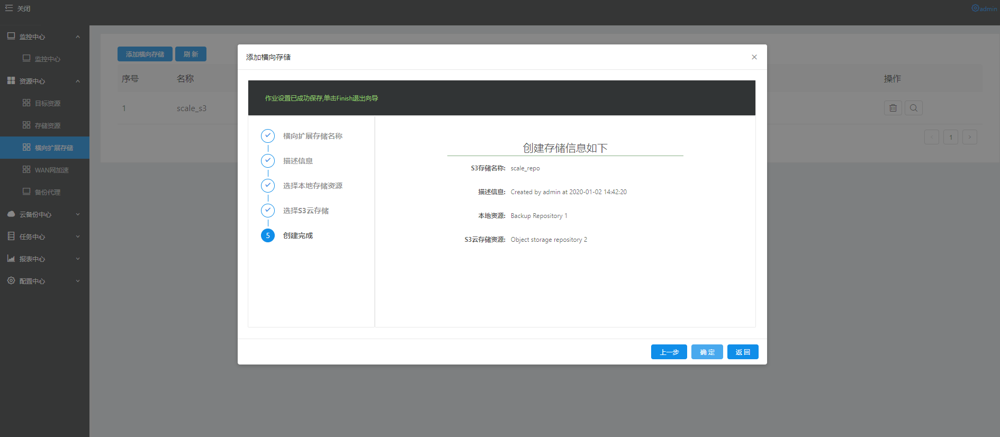 关闭
admin
监控中心
监控中心
资源中心
目标资源
存储资源
横向扩展存储
WAN网加速
备份代理
云备份中心
任务中心
报表中心
配置中心
添加横向存储 刷 新
序号 名称 操作
1 scale_s3
< 1 >
添加横向存储
作业设置已成功保存,单击Finish退出向导
横向扩展存储名称
描述信息
选择本地存储资源
选择S3云存储
5 创建完成
创建存储信息如下
S3存储名称: scale_repo
描述信息: Created by admin at 2020-01-02 14:42:20
本地资源: Backup Repository 1
S3云存储资源: Object storage repository 2
上一步 确 定 返 回